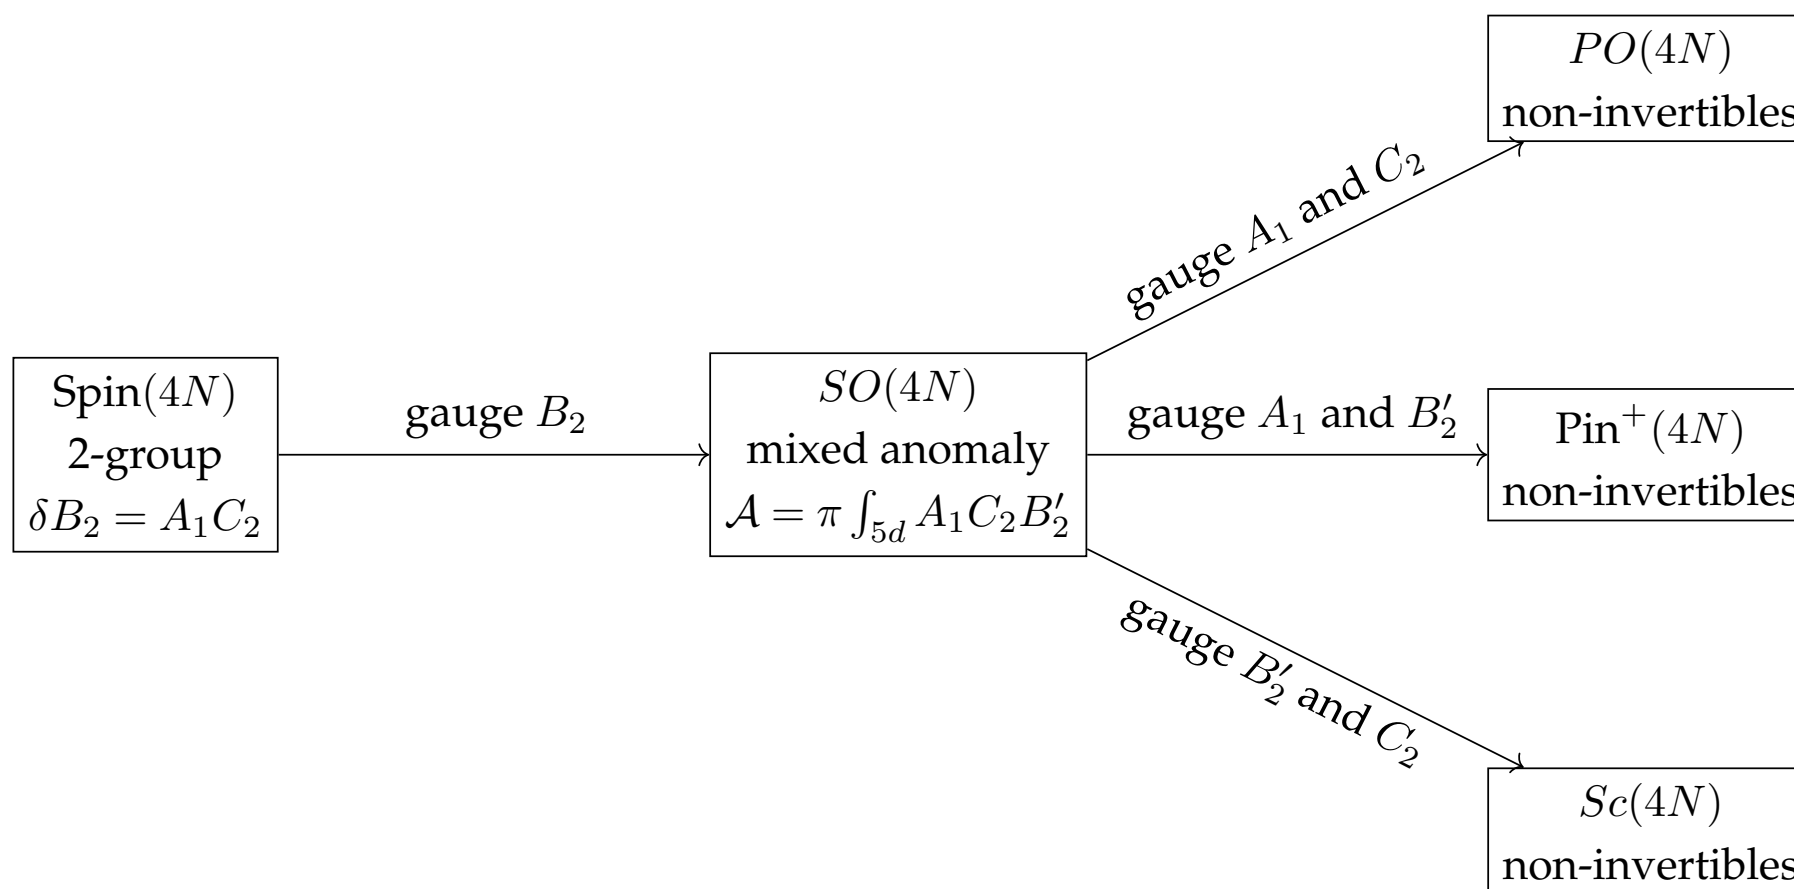 PO(4N)
non-invertibles
gauge A₁ and C₂
Spin(4N)
2-group
δB₂ = A₁C₂
gauge B₂
SO(4N)
mixed anomaly
𝒜 = π ∫₅d A₁C₂B′₂
gauge A₁ and B′₂
Pin⁺(4N)
non-invertibles
gauge B′₂ and C₂
Sc(4N)
non-invertibles